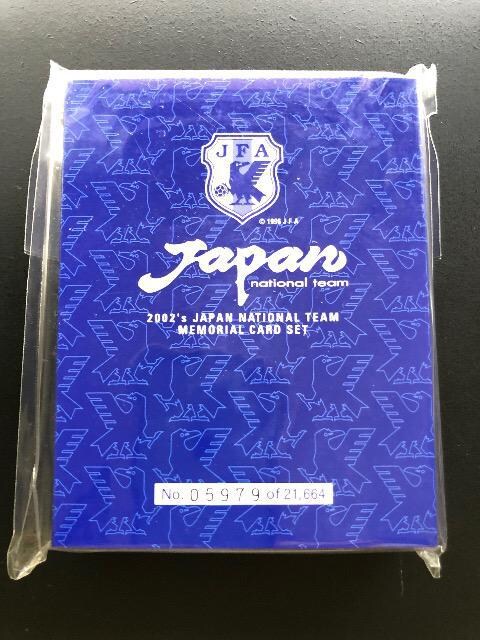 JFA
© 1996 J F A
Japan
national team
2002's JAPAN NATIONAL TEAM
MEMORIAL CARD SET
No. 05979 of 21,664